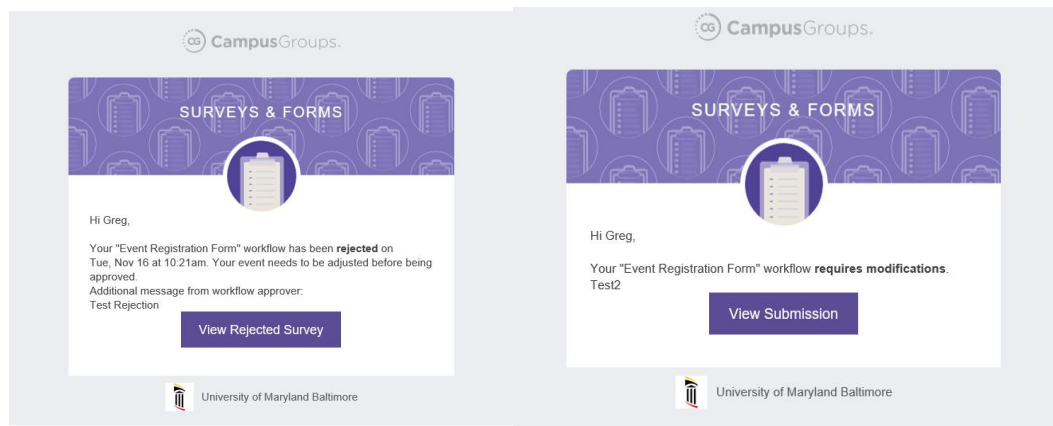 CG CampusGroups.
SURVEYS & FORMS
Hi Greg,
Your "Event Registration Form" workflow has been rejected on
Tue, Nov 16 at 10:21am. Your event needs to be adjusted before being
approved.
Additional message from workflow approver:
Test Rejection
View Rejected Survey
University of Maryland Baltimore
CG CampusGroups.
SURVEYS & FORMS
Hi Greg,
Your "Event Registration Form" workflow requires modifications.
Test2
View Submission
University of Maryland Baltimore